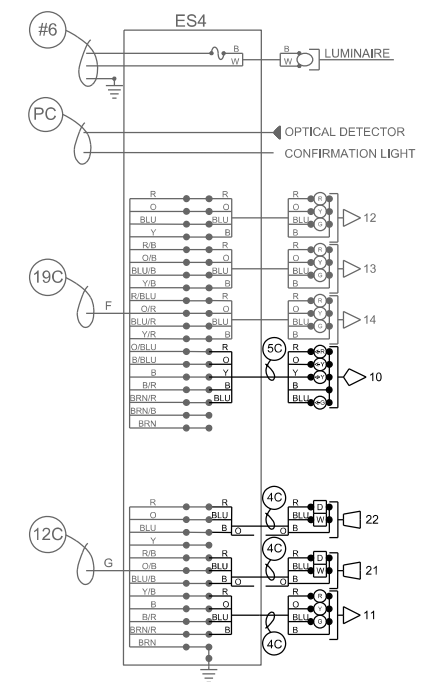 ES4
#6
B B
LUMINAIRE
W W
PC
OPTICAL DETECTOR
CONFIRMATION LIGHT
R R R R
O O O Y
BLU BLU BLU G 12
Y B B
R/B R R R
O/B O O Y
BLU/B BLU BLU G 13
Y/B B B
19C
R/BLU R R R
F O/R O O Y
BLU/R BLU BLU G 14
Y/R B B
O/BLU R 5C R R
B/BLU O O Y
B Y Y Y 10
B/R B B
BRN/R BLU BLU G
BRN/B
BRN
R R 4C R D
O BLU BLU W 22
BLU B O O B
12C
Y
R/B R 4C R D
G O/B BLU BLU W 21
BLU/B B O O B
Y/B R R R
B O O Y
B/R BLU BLU G 11
BRN/R B 4C B
BRN